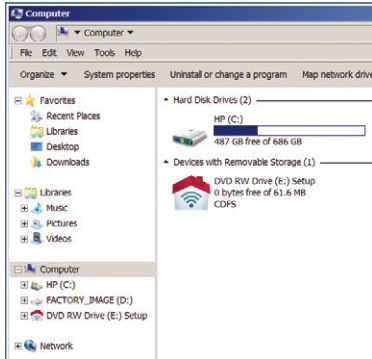 Computer
Computer
File Edit View Tools Help
Organize System properties Uninstall or change a program Map network drive
Favorites
Recent Places
Libraries
Desktop
Downloads
Libraries
Music
Pictures
Videos
Computer
HP (C:)
FACTORY_IMAGE (D:)
DVD RW Drive (E:) Setup
Network
Hard Disk Drives (2)
HP (C:)
487 GB free of 686 GB
Devices with Removable Storage (1)
DVD RW Drive (E:) Setup
0 bytes free of 61.6 MB
CDFS